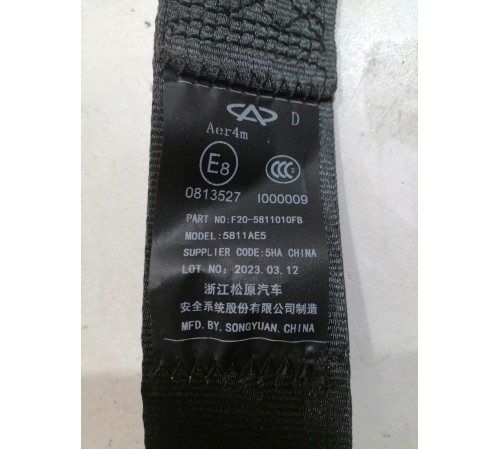 D
Aer4m
E8
CCC
0813527 I000009
PART NO:F20-5811010FB
MODEL:5811AE5
SUPPLIER CODE:5HA CHINA
LOT NO: 2023.03.12
浙江松原汽车
安全系统股份有限公司制造
MFD.BY.SONGYUAN.CHINA